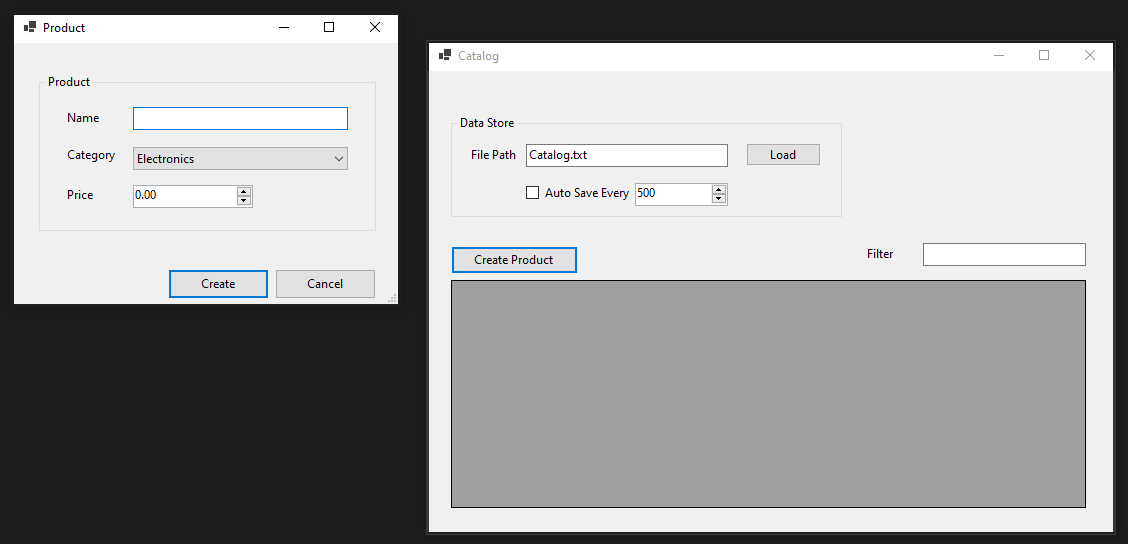 Product
Product
Name
Category Electronics
Price 0.00
Create Cancel
Catalog
Data Store
File Path Catalog.txt Load
Auto Save Every 500
Create Product Filter